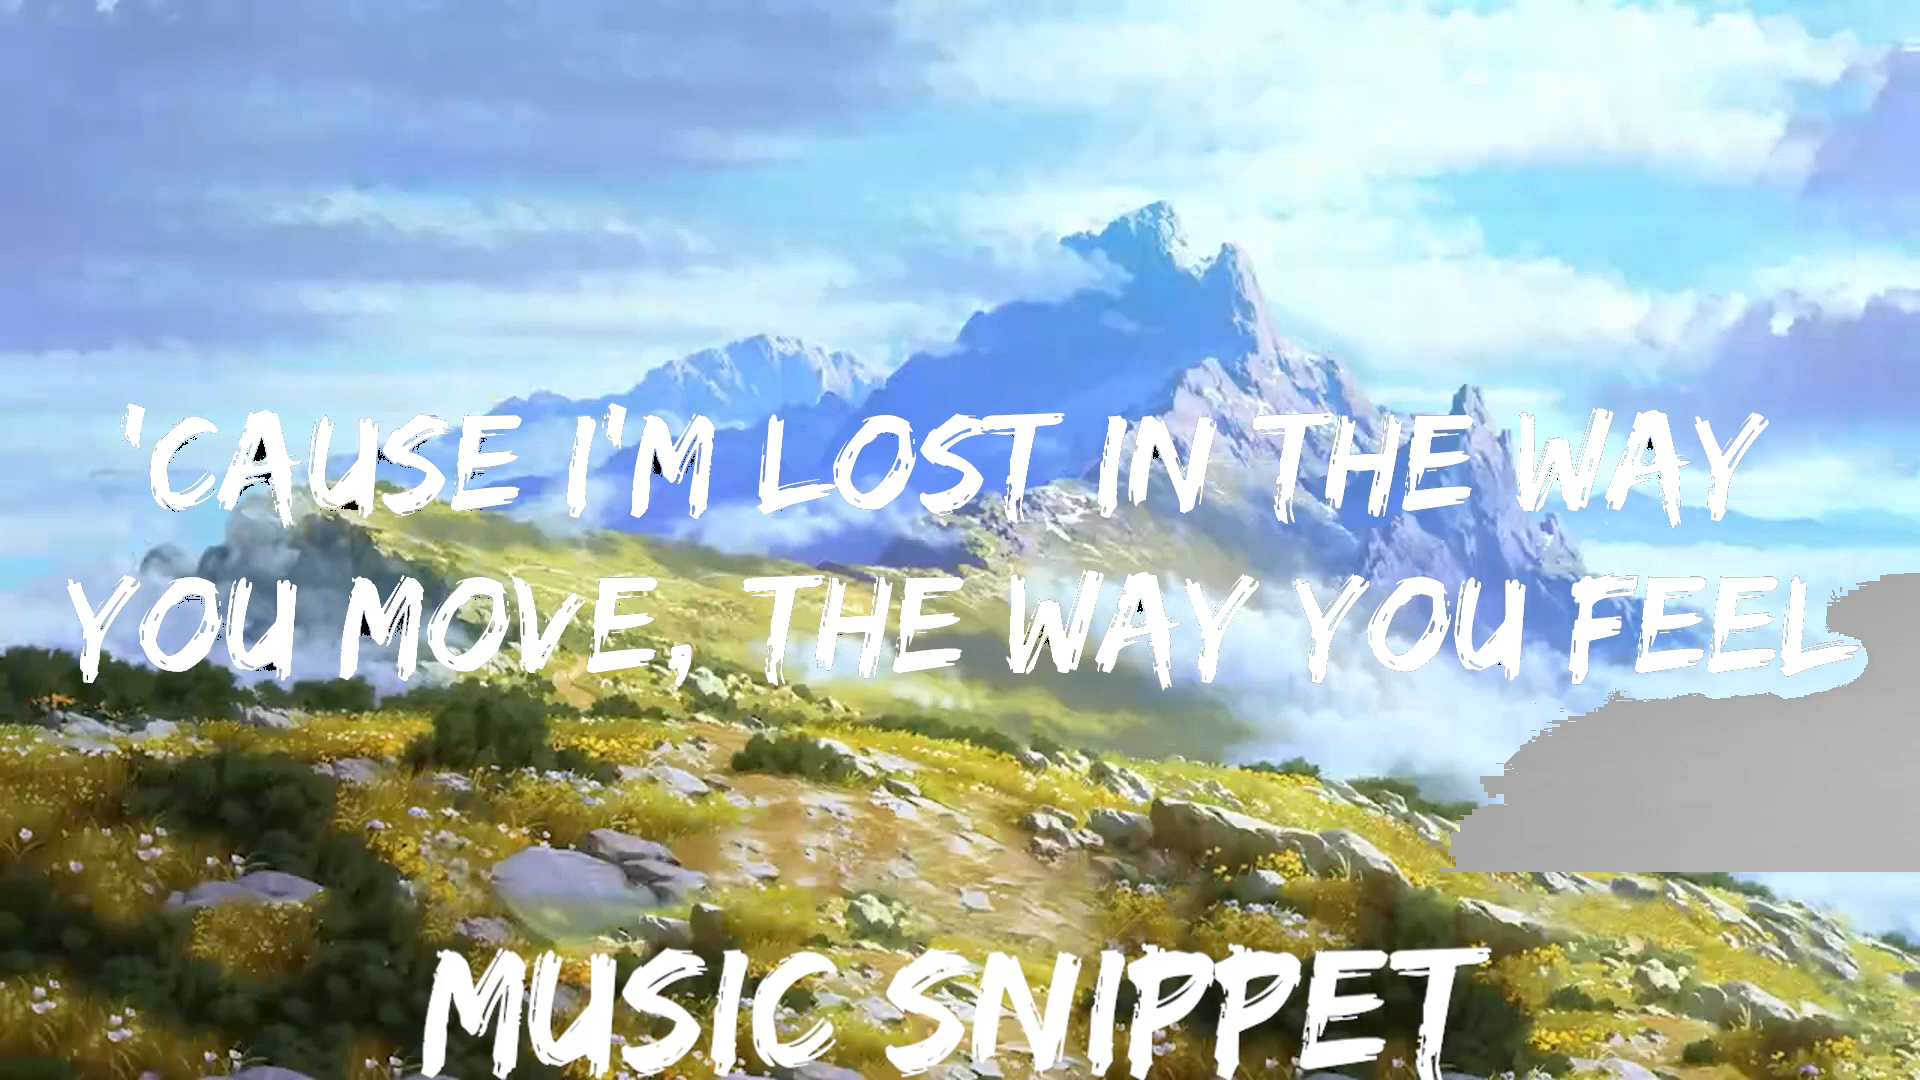 'CAUSE I'M LOST IN THE WAY
YOU MOVE, THE WAY YOU FEEL
MUSIC SNIPPET